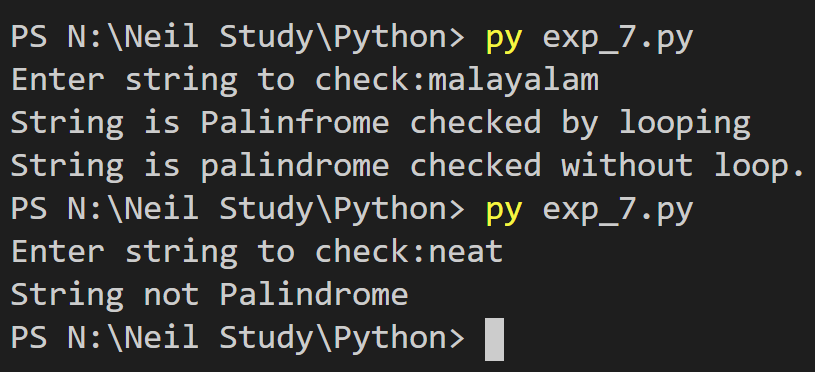 PS N:\Neil Study\Python> py exp_7.py
Enter string to check:malayalam
String is Palinfrome checked by looping
String is palindrome checked without loop.
PS N:\Neil Study\Python> py exp_7.py
Enter string to check:neat
String not Palindrome
PS N:\Neil Study\Python>